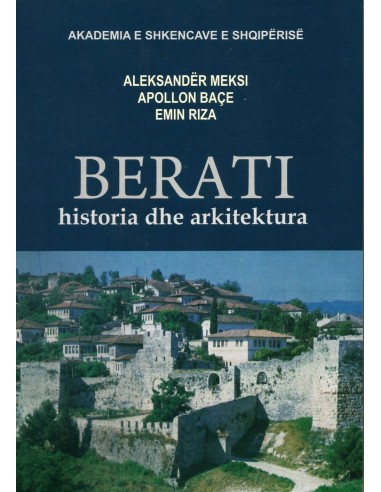 AKADEMIA E SHKENCAVE E SHQIPËRISË
ALEKSANDËR MEKSI
APOLLON BAÇE
EMIN RIZA
BERATI
historia dhe arkitektura